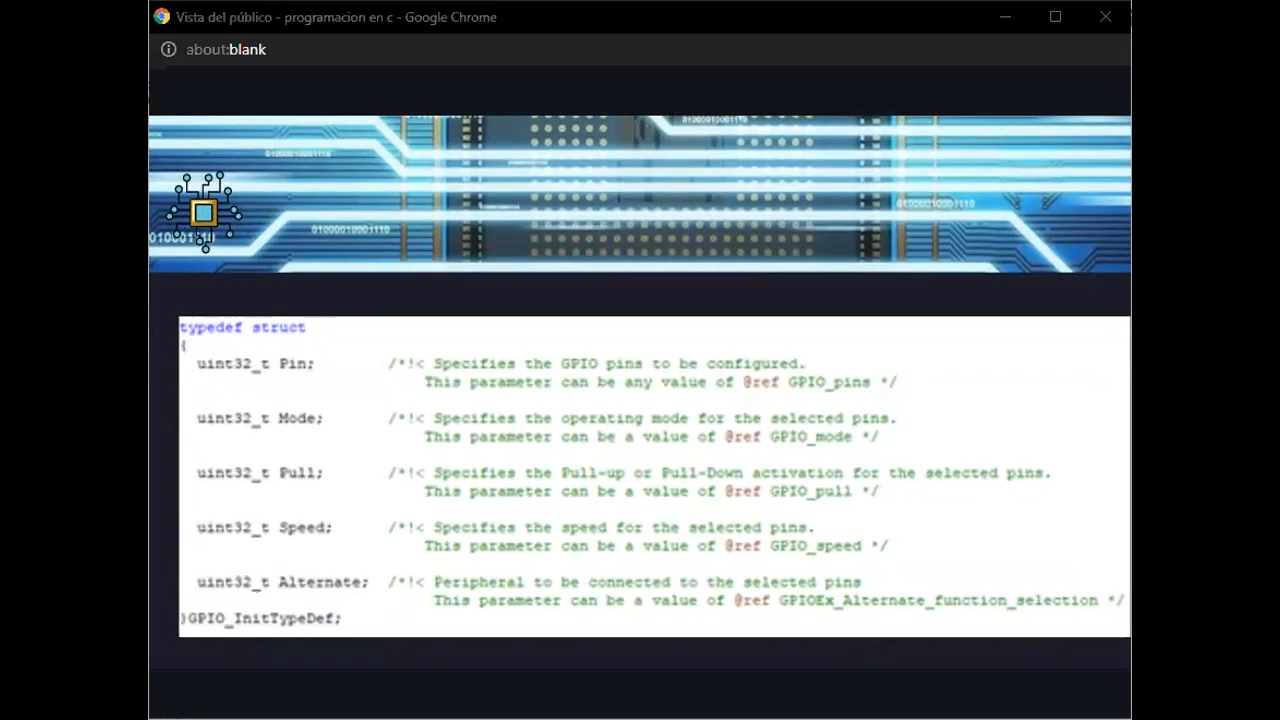 Vista del público - programacion en c - Google Chrome
about:blank
01000010001110
01000010001110
01000010001110
01000010001110
typedef struct
{
uint32_t Pin; /*!< Specifies the GPIO pins to be configured.
This parameter can be any value of @ref GPIO_pins */
uint32_t Mode; /*!< Specifies the operating mode for the selected pins.
This parameter can be a value of @ref GPIO_mode */
uint32_t Pull; /*!< Specifies the Pull-up or Pull-Down activation for the selected pins.
This parameter can be a value of @ref GPIO_pull */
uint32_t Speed; /*!< Specifies the speed for the selected pins.
This parameter can be a value of @ref GPIO_speed */
uint32_t Alternate; /*!< Peripheral to be connected to the selected pins
This parameter can be a value of @ref GPIOEx_Alternate_function_selection */
}GPIO_InitTypeDef;